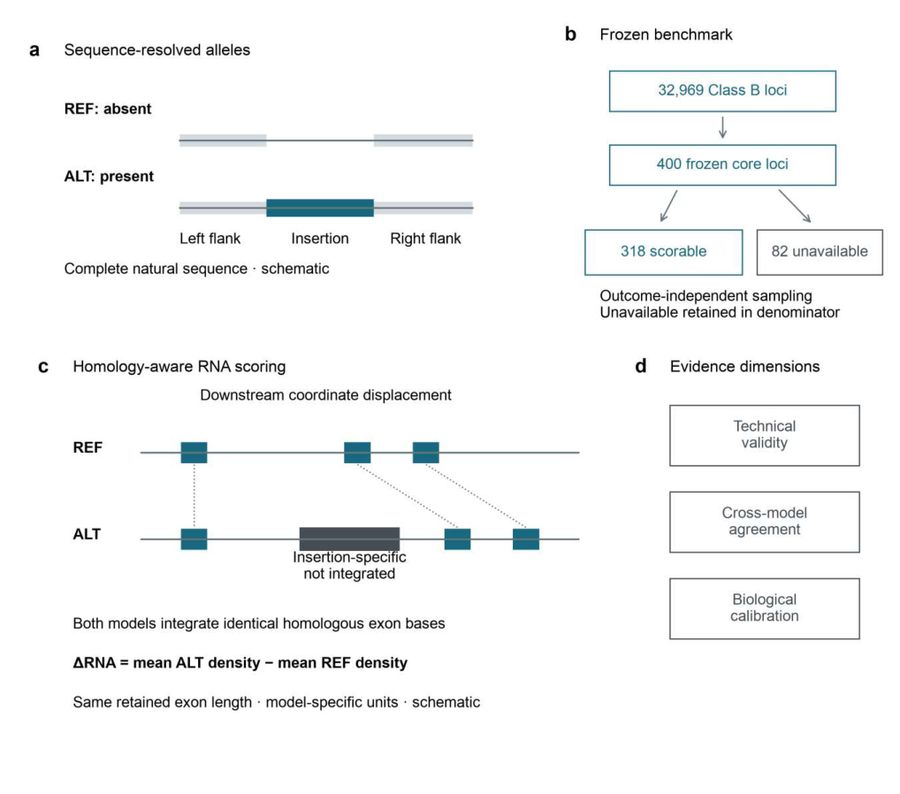 a Sequence-resolved alleles
REF: absent
ALT: present
Left flank Insertion Right flank
Complete natural sequence · schematic
b Frozen benchmark
32,969 Class B loci
400 frozen core loci
318 scorable 82 unavailable
Outcome-independent sampling
Unavailable retained in denominator
c Homology-aware RNA scoring
Downstream coordinate displacement
REF
ALT
Insertion-specific
not integrated
Both models integrate identical homologous exon bases
ΔRNA = mean ALT density − mean REF density
Same retained exon length · model-specific units · schematic
d Evidence dimensions
Technical
validity
Cross-model
agreement
Biological
calibration